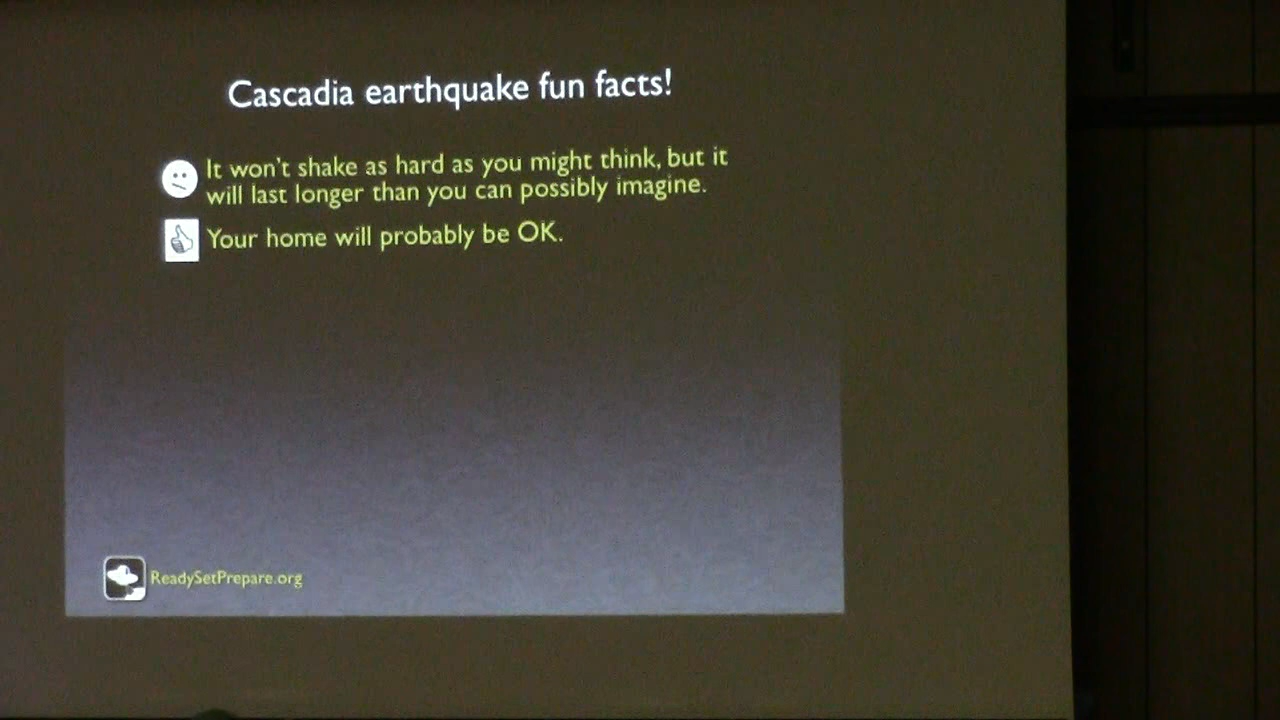 Cascadia earthquake fun facts!
It won't shake as hard as you might think, but it
will last longer than you can possibly imagine.
Your home will probably be OK.
ReadySetPrepare.org